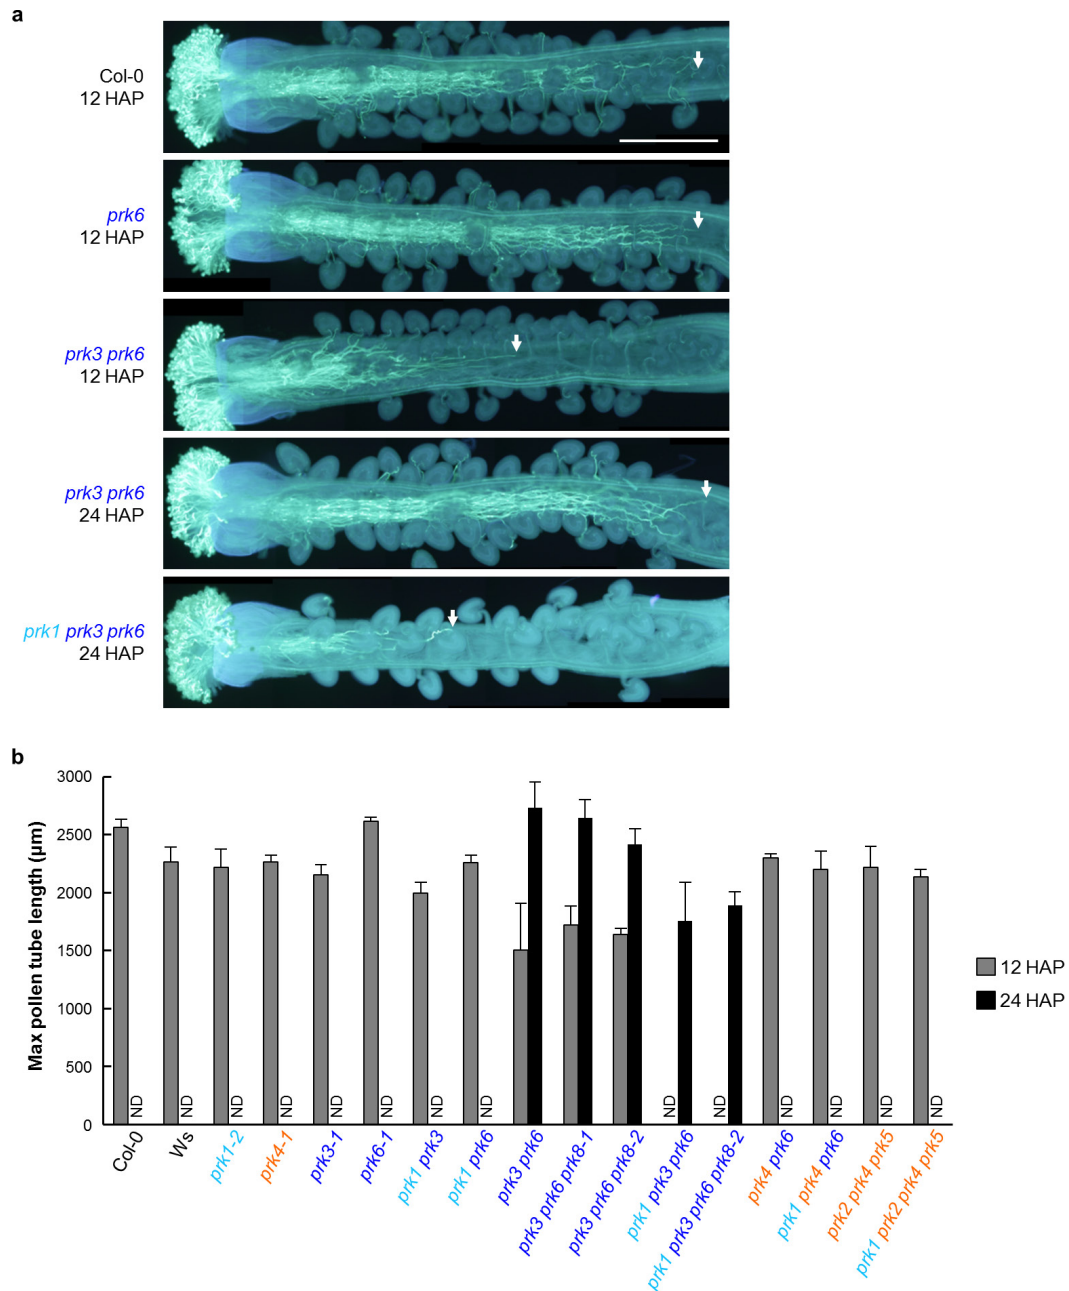 a
Col-0
12 HAP
prk6
12 HAP
prk3 prk6
12 HAP
prk3 prk6
24 HAP
prk1 prk3 prk6
24 HAP
b
Max pollen tube length (µm)
3000
2500
2000
1500
1000
500
0
ND
ND
ND
ND
ND
ND
ND
ND
ND
ND
ND
ND
ND
ND
Col-0
Ws
prk1-2
prk4-1
prk3-1
prk6-1
prk1 prk3
prk1 prk6
prk3 prk6
prk3 prk6 prk8-1
prk3 prk6 prk8-2
prk1 prk3 prk6
prk1 prk3 prk6 prk8-2
prk4 prk6
prk1 prk4 prk6
prk2 prk4 prk5
prk1 prk2 prk4 prk5
12 HAP
24 HAP